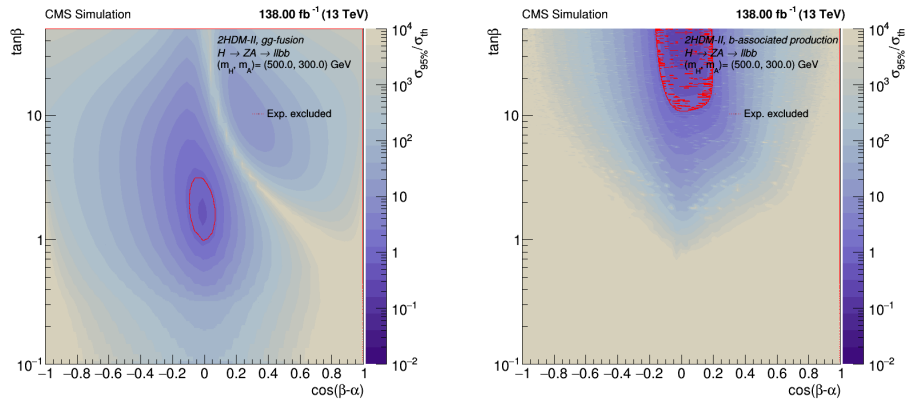 CMS Simulation 138.00 fb⁻¹ (13 TeV)
tanβ
2HDM-II, gg-fusion
H → ZA → llbb
(m_H, m_A)= (500.0, 300.0) GeV
Exp. excluded
10
1
10⁻¹
−1 −0.8 −0.6 −0.4 −0.2 0 0.2 0.4 0.6 0.8 1
cos(β-α)
10⁴
10³
10²
10
1
10⁻¹
10⁻²
σ95%/σth
CMS Simulation 138.00 fb⁻¹ (13 TeV)
tanβ
2HDM-II, b-associated production
H → ZA → llbb
(m_H, m_A)= (500.0, 300.0) GeV
Exp. excluded
10
1
10⁻¹
−1 −0.8 −0.6 −0.4 −0.2 0 0.2 0.4 0.6 0.8 1
cos(β-α)
10⁴
10³
10²
10
1
10⁻¹
10⁻²
σ95%/σth